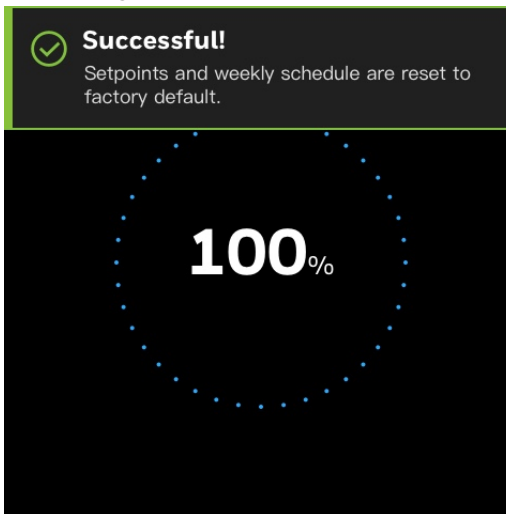 Successful!
Setpoints and weekly schedule are reset to
factory default.
100%